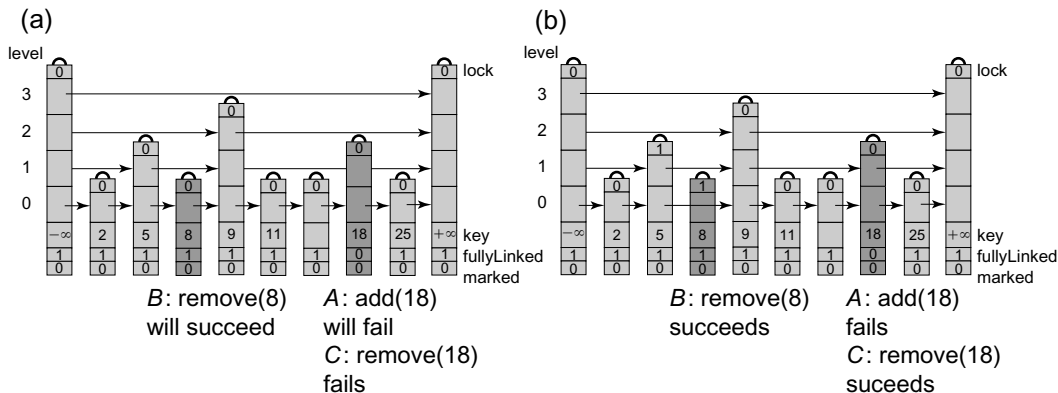 (a)
level
0 0 lock
3
0
2
0 0
1
0 0 0 0 0
0
−∞ 2 5 8 9 11 18 25 +∞ key
1 1 1 1 1 1 1 0 1 1 fullyLinked
0 0 0 0 0 0 0 0 0 0 marked
B: remove(8)
will succeed
A: add(18)
will fail
C: remove(18)
fails
(b)
level
0 0 lock
3
0
2
1 0
1
0 1 0 0 0
0
−∞ 2 5 8 9 11 18 25 +∞ key
1 1 1 1 1 1 1 0 1 1 fullyLinked
0 0 0 0 0 0 0 0 0 0 marked
B: remove(8)
succeeds
A: add(18)
fails
C: remove(18)
suceeds